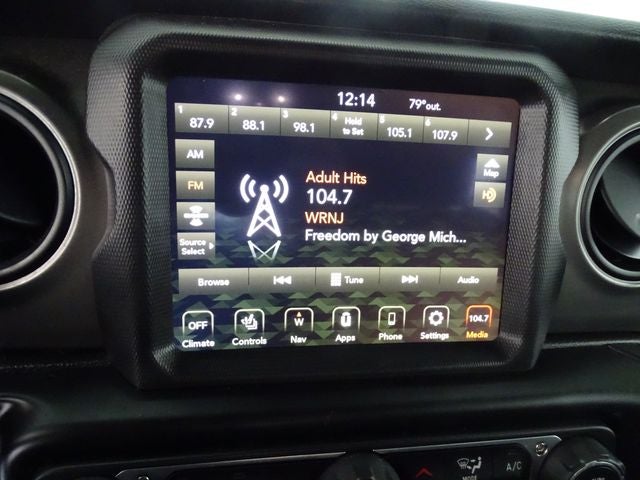 12:14 79° out.
1 2 3 4 5 6
87.9 88.1 98.1 Hold to Set 105.1 107.9
AM
FM
Source Select
Map
Adult Hits
104.7
WRNJ
Freedom by George Mich...
Browse Tune Audio
OFF W 104.7
Climate Controls Nav Apps Phone Settings Media
A/C